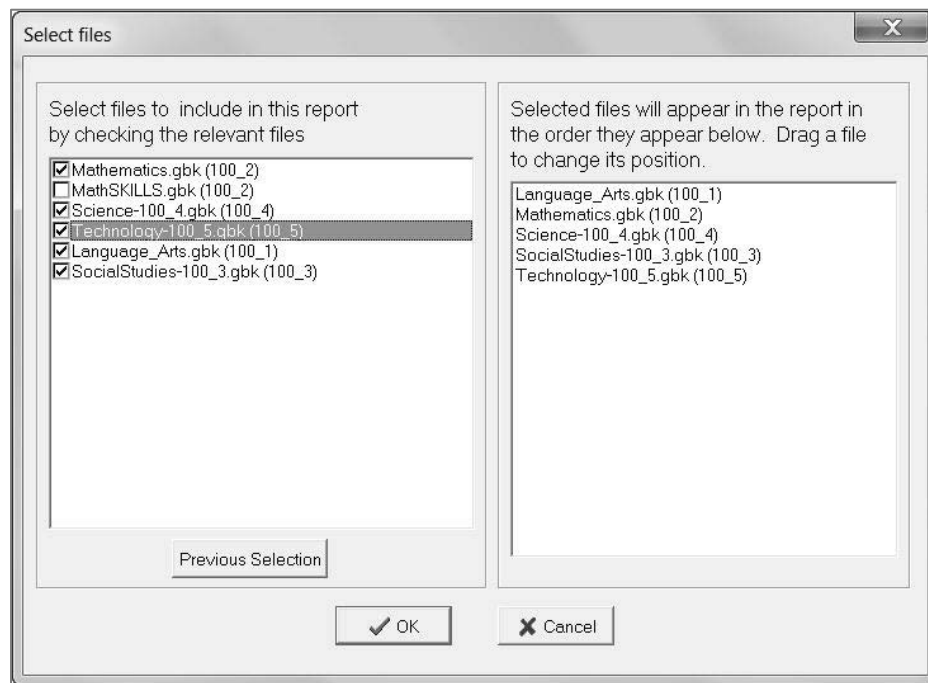 Select files
X
Select files to include in this report
by checking the relevant files
Mathematics.gbk (100_2)
MathSKILLS.gbk (100_2)
Science-100_4.gbk (100_4)
Technology-100_5.gbk (100_5)
Language_Arts.gbk (100_1)
SocialStudies-100_3.gbk (100_3)
Previous Selection
Selected files will appear in the report in
the order they appear below. Drag a file
to change its position.
Language_Arts.gbk (100_1)
Mathematics.gbk (100_2)
Science-100_4.gbk (100_4)
SocialStudies-100_3.gbk (100_3)
Technology-100_5.gbk (100_5)
OK
Cancel